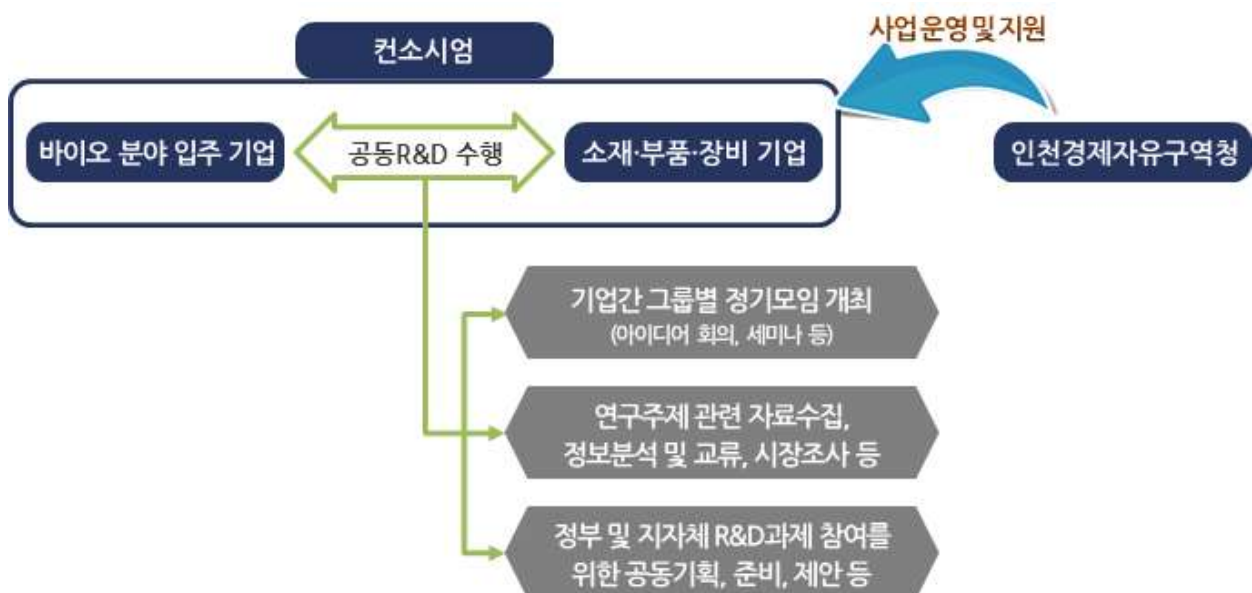 사업 운영 및 지원
컨소시엄
바이오 분야 입주 기업
공동R&D 수행
소재·부품·장비 기업
인천경제자유구역청
기업간 그룹별 정기모임 개최
(아이디어 회의, 세미나 등)
연구주제 관련 자료수집,
정보분석 및 교류, 시장조사 등
정부 및 지자체 R&D과제 참여를
위한 공동기획, 준비, 제안 등